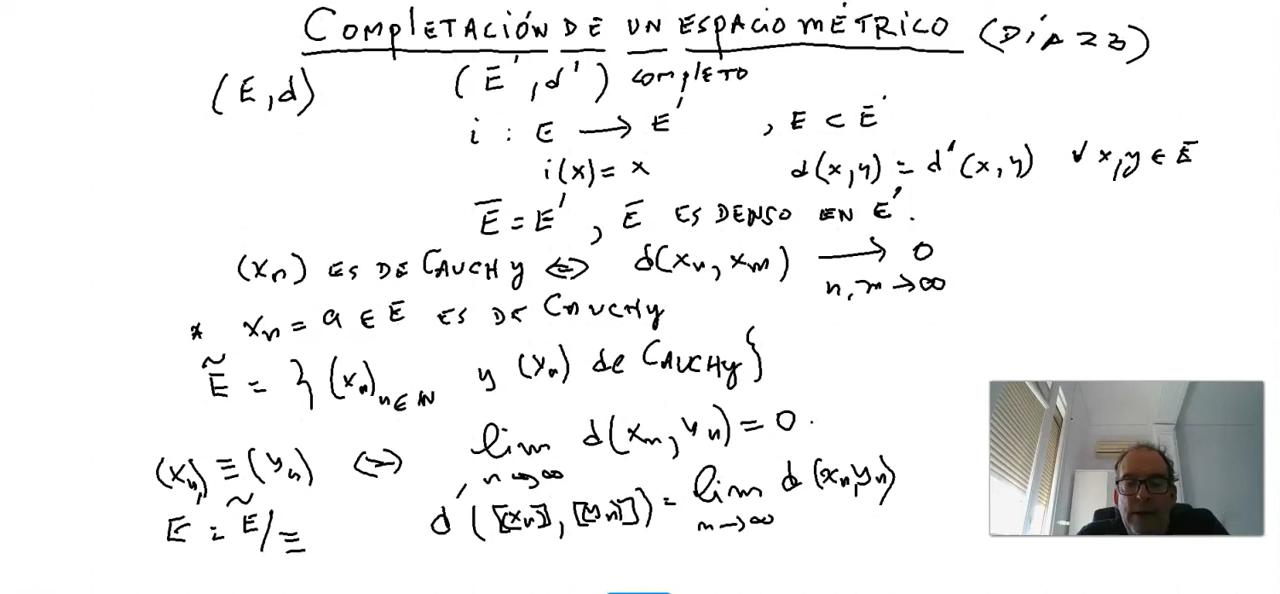 COMPLETACIÓN DE UN ESPACIO MÉTRICO (DÍA 23)
(E,d) (E',d') COMPLETO
i : E → E' , E ⊂ E'
i(x) = x d(x,y) = d'(x,y) ∀ x,y ∈ E
E̅ = E' , E ES DENSO EN E'.
(xₙ) ES DE CAUCHY ⇔ d(xₙ, xₘ) → 0
n,m→∞
* xₙ = a ∈ E ES DE CAUCHY
Ẽ = { (xₙ)ₙ∈ℕ y (xₙ) de CAUCHY }
(xₙ) ≡ (yₙ) ⇔ lim d(xₙ, yₙ) = 0.
n→∞
E' = Ẽ/≡ d'([(xₙ)], [(yₙ)]) = lim d(xₙ,yₙ)
n→∞